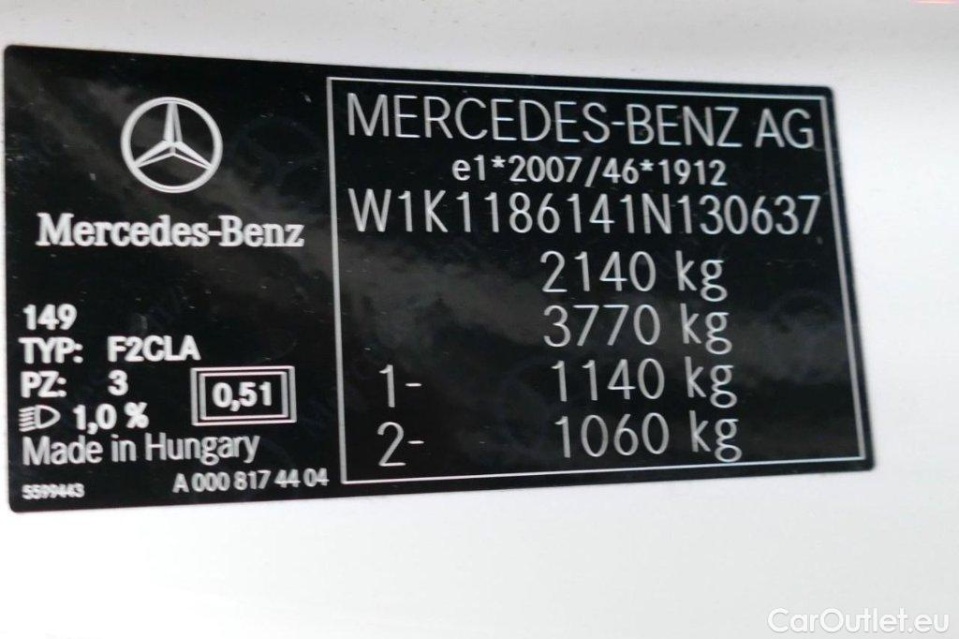 Mercedes-Benz
149
TYP: F2CLA
PZ: 3
1,0 %
0,51
Made in Hungary
5599443
A 000 817 44 04
MERCEDES-BENZ AG
e1*2007/46*1912
W1K1186141N130637
2140 kg
3770 kg
1- 1140 kg
2- 1060 kg
CarOutlet.eu